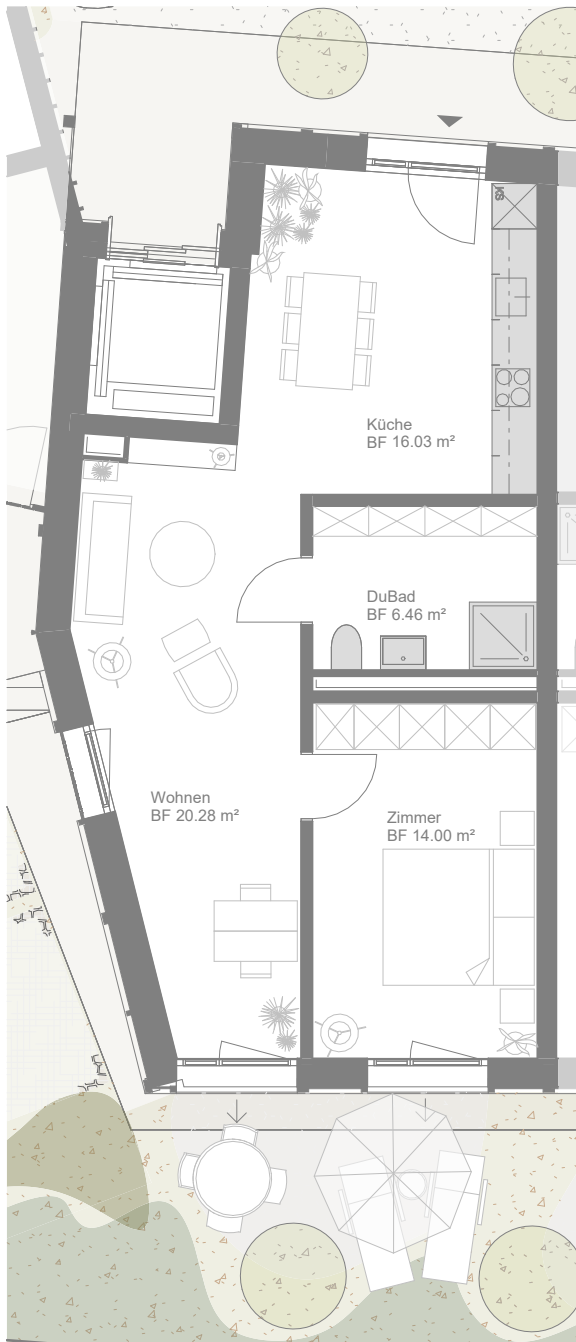 KS
Küche
BF 16.03 m²
DuBad
BF 6.46 m²
Wohnen
BF 20.28 m²
Zimmer
BF 14.00 m²